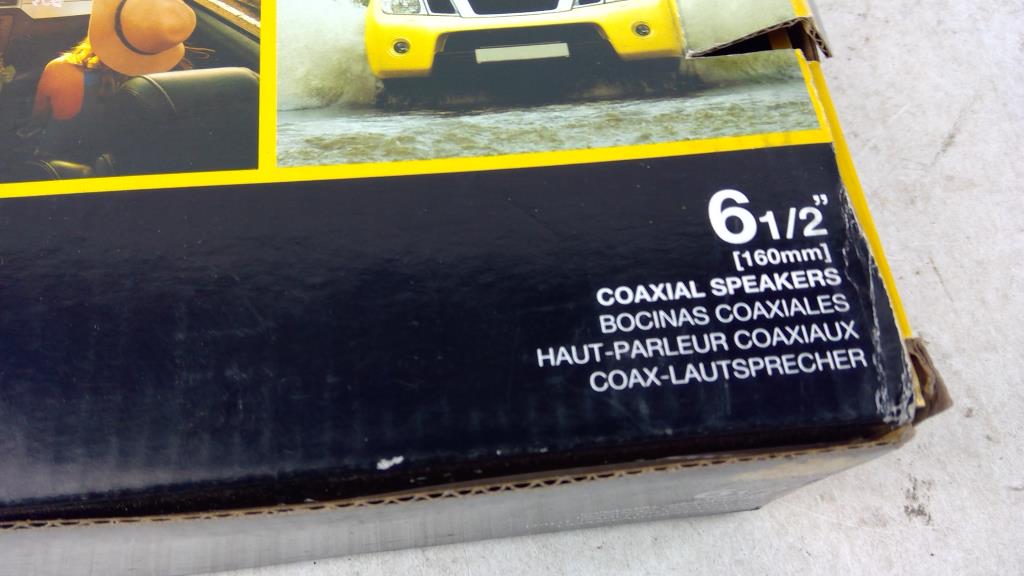 6 1/2”
[160mm]
COAXIAL SPEAKERS
BOCINAS COAXIALES
HAUT-PARLEUR COAXIAUX
COAX-LAUTSPRECHER